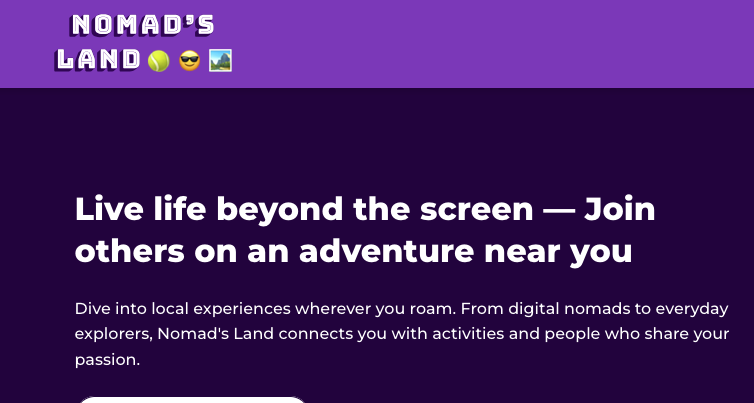 NOMAD'S
LAND🎾 😎 🏞️
Live life beyond the screen — Join
others on an adventure near you
Dive into local experiences wherever you roam. From digital nomads to everyday
explorers, Nomad's Land connects you with activities and people who share your
passion.